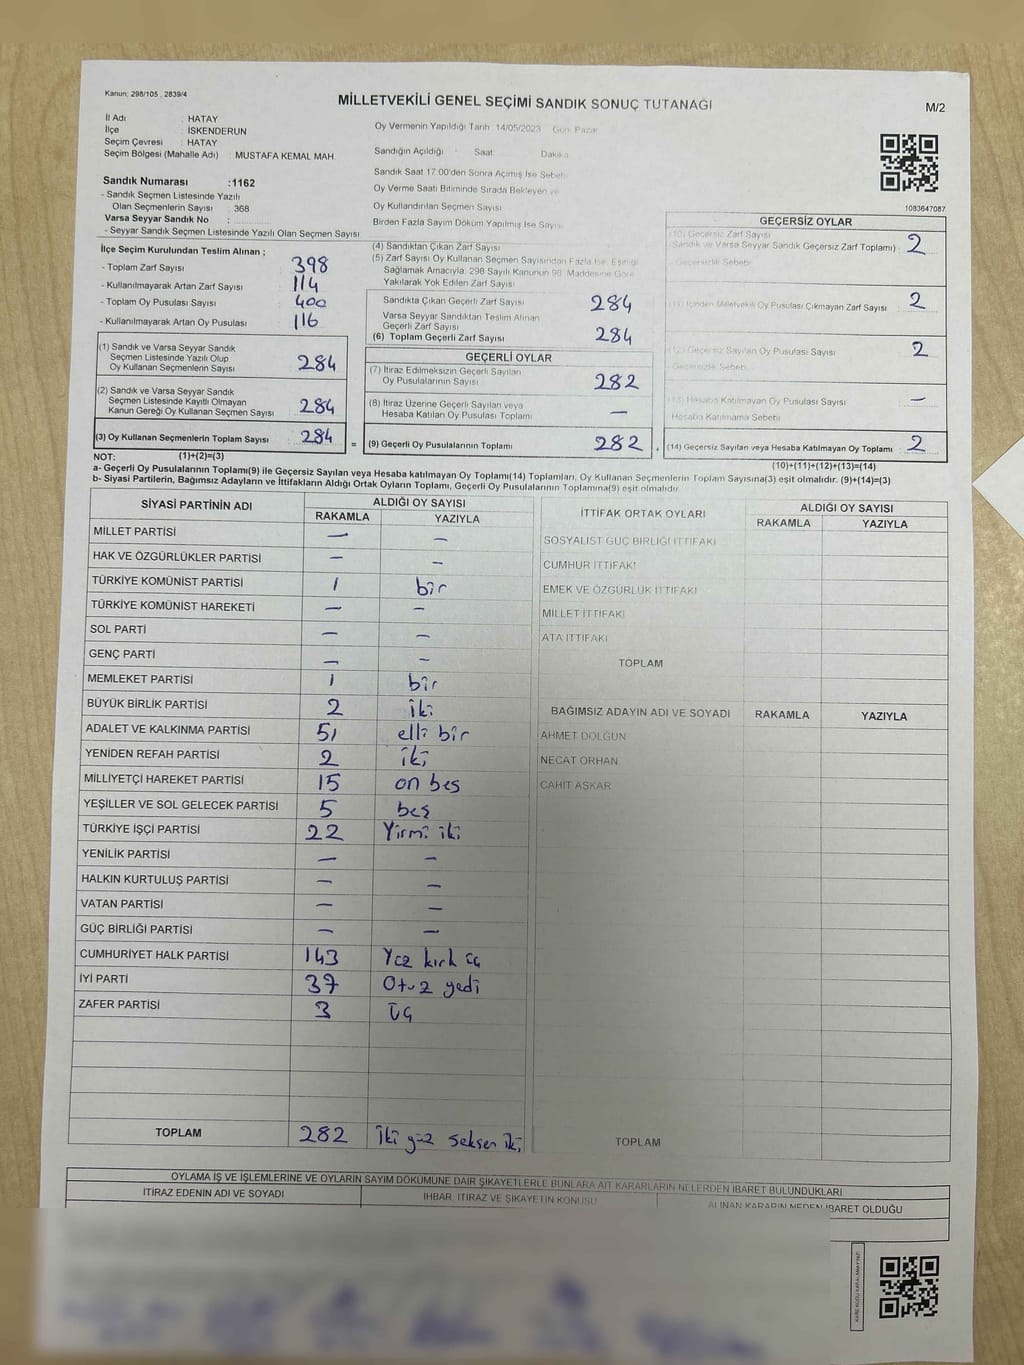 Kanun: 298/105 , 2839/4
MİLLETVEKİLİ GENEL SEÇİMİ SANDIK SONUÇ TUTANAĞI
M/2
İl Adı : HATAY
İlçe : İSKENDERUN
Seçim Çevresi : HATAY
Seçim Bölgesi (Mahalle Adı) : MUSTAFA KEMAL MAH.
Sandık Numarası :1162
- Sandık Seçmen Listesinde Yazılı
Olan Seçmenlerin Sayısı : 368
Varsa Seyyar Sandık No :
- Seyyar Sandık Seçmen Listesinde Yazılı Olan Seçmen Sayısı
Oy Vermenin Yapıldığı Tarih :14/05/2023 Gün: Pazar
Sandığın Açıldığı Saat: Dakika
Sandık Saat 17:00'den Sonra Açımış İse Sebebi
Oy Verme Saati Bitiminde Sırada Bekleyen ve
Oy Kullandırılan Seçmen Sayısı
Birden Fazla Sayım Döküm Yapılmış İse Sayısı
1083647087
İlçe Seçim Kurulundan Teslim Alınan ;
- Toplam Zarf Sayısı 398
- Kullanılmayarak Artan Zarf Sayısı 114
- Toplam Oy Pusulası Sayısı 400
- Kullanılmayarak Artan Oy Pusulası 116
(1) Sandık ve Varsa Seyyar Sandık
Seçmen Listesinde Yazılı Olup
Oy Kullanan Seçmenlerin Sayısı 284
(2) Sandık ve Varsa Seyyar Sandık
Seçmen Listesinde Kayıtlı Olmayan
Kanun Gereği Oy Kullanan Seçmen Sayısı 284
(3) Oy Kullanan Seçmenlerin Toplam Sayısı 284 =
(4) Sandıktan Çıkan Zarf Sayısı
(5) Zarf Sayısı Oy Kullanan Seçmen Sayısından Fazla İse, Eşitliği
Sağlamak Amacıyla; 298 Sayılı Kanunun 98. Maddesine Göre
Yakılarak Yok Edilen Zarf Sayısı
Sandıkta Çıkan Geçerli Zarf Sayısı 284
Varsa Seyyar Sandıktan Teslim Alınan
Geçerli Zarf Sayısı
(6) Toplam Geçerli Zarf Sayısı 284
GEÇERLİ OYLAR
(7) İtiraz Edilmeksizin Geçerli Sayılan
Oy Pusulalarının Sayısı 282
(8) İtiraz Üzerine Geçerli Sayılan veya
Hesaba Katılan Oy Pusulası Toplamı —
(9) Geçerli Oy Pusulalarının Toplamı 282
GEÇERSİZ OYLAR
(10) Geçersiz Zarf Sayısı
(Sandık ve Varsa Seyyar Sandık Geçersiz Zarf Toplamı) : 2
Geçersizlik Sebebi
(11) İçinden Milletvekili Oy Pusulası Çıkmayan Zarf Sayısı 2
(12) Geçersiz Sayılan Oy Pusulası Sayısı 2
Geçersizlik Sebebi
(13) Hesaba Katılmayan Oy Pusulası Sayısı —
Hesaba Katılmama Sebebi
(14) Geçersiz Sayılan veya Hesaba Katılmayan Oy Toplamı 2
NOT: (1)+(2)=(3)
(10)+(11)+(12)+(13)=(14)
a- Geçerli Oy Pusulalarının Toplamı(9) ile Geçersiz Sayılan veya Hesaba katılmayan Oy Toplamı(14) Toplamları, Oy Kullanan Seçmenlerin Toplam Sayısına(3) eşit olmalıdır. (9)+(14)=(3)
b- Siyasi Partilerin, Bağımsız Adayların ve İttifakların Aldığı Ortak Oyların Toplamı, Geçerli Oy Pusulalarının Toplamına(9) eşit olmalıdır
SİYASİ PARTİNİN ADI ALDIĞI OY SAYISI
RAKAMLA YAZIYLA
MİLLET PARTİSİ — —
HAK VE ÖZGÜRLÜKLER PARTİSİ — —
TÜRKİYE KOMÜNİST PARTİSİ 1 bir
TÜRKİYE KOMÜNİST HAREKETİ — —
SOL PARTİ — —
GENÇ PARTİ — —
MEMLEKET PARTİSİ 1 bir
BÜYÜK BİRLİK PARTİSİ 2 iki
ADALET VE KALKINMA PARTİSİ 51 elli bir
YENİDEN REFAH PARTİSİ 2 iki
MİLLİYETÇİ HAREKET PARTİSİ 15 on beş
YEŞİLLER VE SOL GELECEK PARTİSİ 5 beş
TÜRKİYE İŞÇİ PARTİSİ 22 Yirmi iki
YENİLİK PARTİSİ — —
HALKIN KURTULUŞ PARTİSİ — —
VATAN PARTİSİ — —
GÜÇ BİRLİĞİ PARTİSİ — —
CUMHURİYET HALK PARTİSİ 143 Yüz kırk üç
İYİ PARTİ 37 Otuz yedi
ZAFER PARTİSİ 3 Üç
TOPLAM 282 İki yüz seksen iki
İTTİFAK ORTAK OYLARI ALDIĞI OY SAYISI
RAKAMLA YAZIYLA
SOSYALİST GÜÇ BİRLİĞİ İTTİFAKI
CUMHUR İTTİFAKI
EMEK VE ÖZGÜRLÜK İTTİFAKI
MİLLET İTTİFAKI
ATA İTTİFAKI
TOPLAM
BAĞIMSIZ ADAYIN ADI VE SOYADI RAKAMLA YAZIYLA
AHMET DOLGUN
NECAT ORHAN
CAHİT AŞKAR
TOPLAM
OYLAMA İŞ VE İŞLEMLERİNE VE OYLARIN SAYIM DÖKÜMÜNE DAİR ŞİKAYETLERLE BUNLARA AİT KARARLARIN NELERDEN İBARET BULUNDUKLARI
İTİRAZ EDENİN ADI VE SOYADI İHBAR, İTİRAZ VE ŞİKAYETİN KONUSU ALINAN KARARIN NEDEN İBARET OLDUĞU